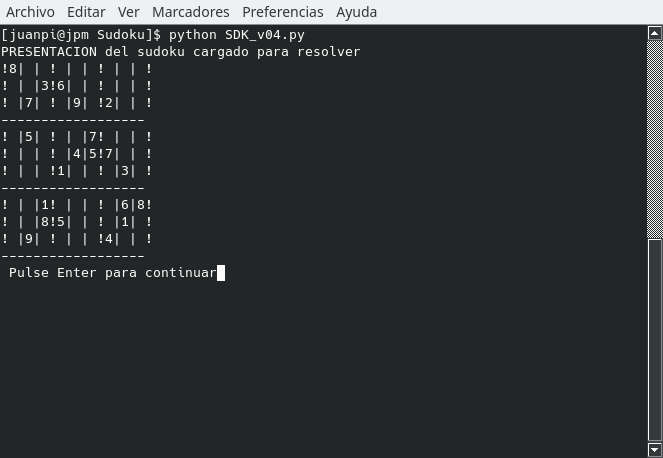 Archivo Editar Ver Marcadores Preferencias Ayuda
[juanpi@jpm Sudoku]$ python SDK_v04.py
PRESENTACION del sudoku cargado para resolver
!8| | ! | | ! | | !
! | |3!6| | ! | | !
! |7| ! |9| !2| | !
------------------
! |5| ! | |7! | | !
! | | ! |4|5!7| | !
! | | !1| | ! |3| !
------------------
! | |1! | | ! |6|8!
! | |8!5| | ! |1| !
! |9| ! | | !4| | !
------------------
 Pulse Enter para continuar